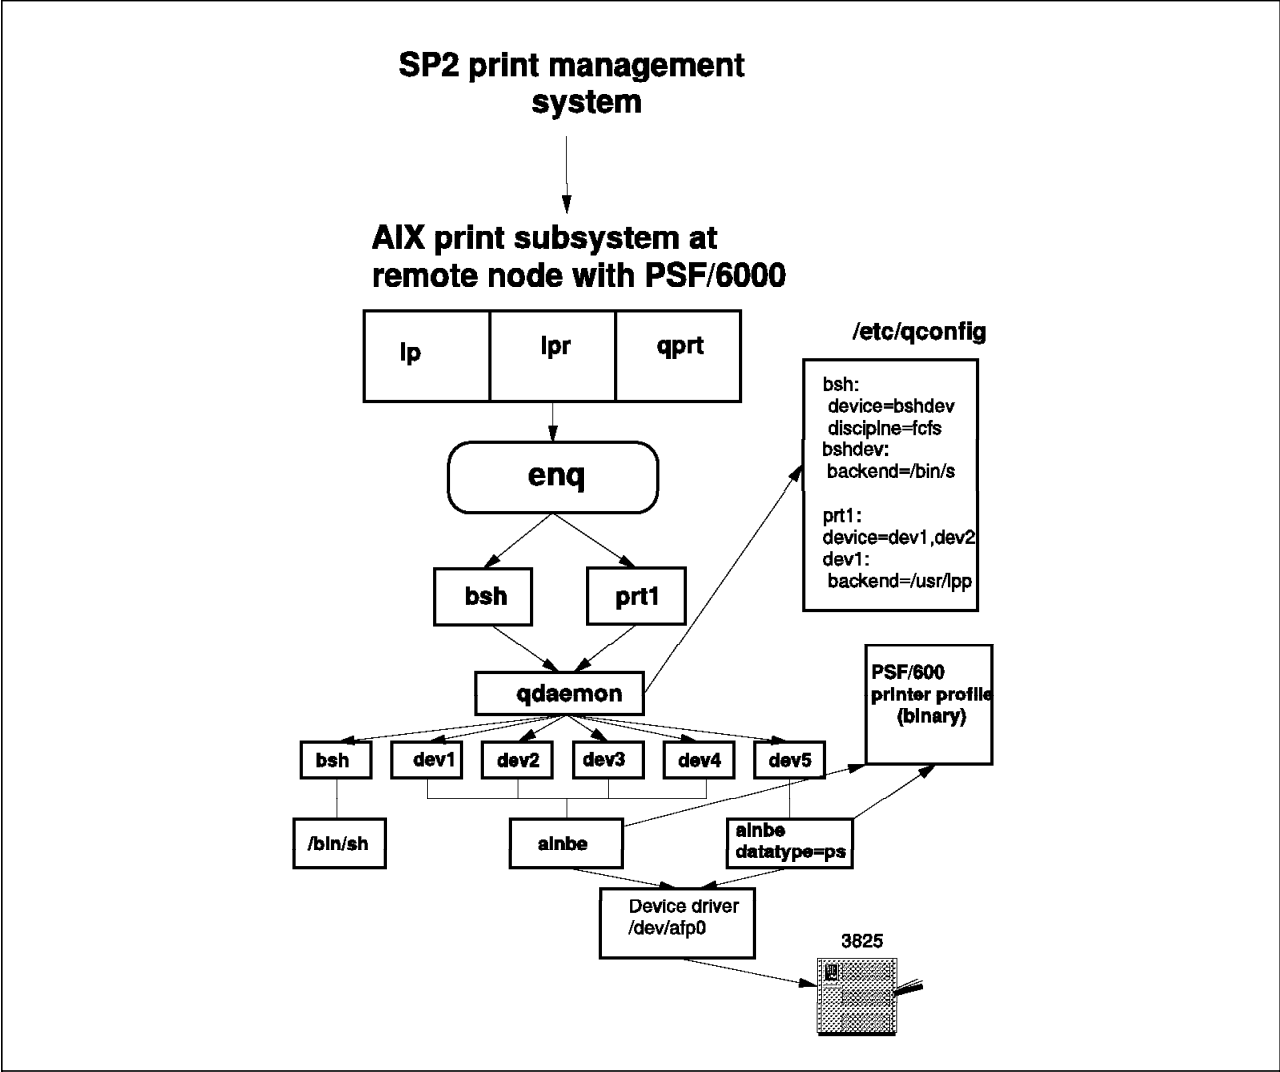 SP2 print management
system
AIX print subsystem at
remote node with PSF/6000
lp
lpr
qprt
/etc/qconfig
bsh:
device=bshdev
disciplne=fcfs
bshdev:
backend=/bin/s
prt1:
device=dev1,dev2
dev1:
backend=/usr/lpp
enq
bsh
prt1
qdaemon
PSF/600
printer profile
(binary)
bsh
dev1
dev2
dev3
dev4
dev5
/bin/sh
ainbe
ainbe
datatype=ps
Device driver
/dev/afp0
3825